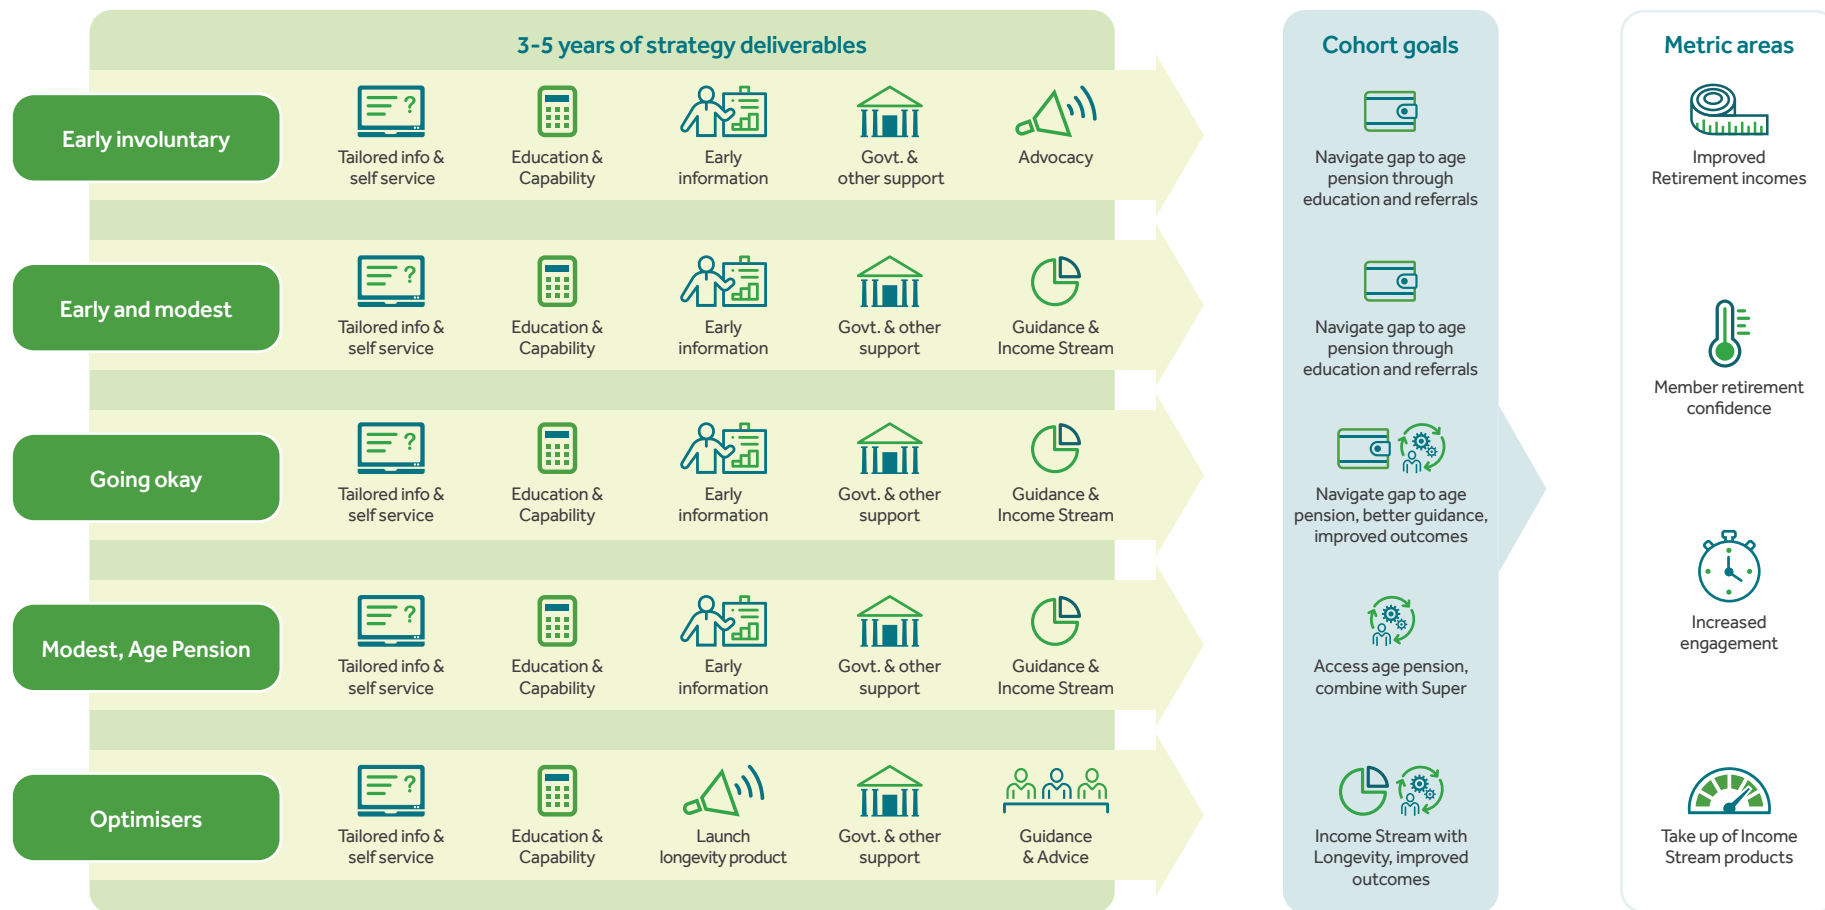 3-5 years of strategy deliverables
Cohort goals
Metric areas
Early involuntary
Tailored info &
self service
Education &
Capability
Early
information
Govt. &
other support
Advocacy
Navigate gap to age
pension through
education and referrals
Improved
Retirement incomes
Early and modest
Tailored info &
self service
Education &
Capability
Early
information
Govt. & other
support
Guidance &
Income Stream
Navigate gap to age
pension through
education and referrals
Member retirement
confidence
Going okay
Tailored info &
self service
Education &
Capability
Early
information
Govt. & other
support
Guidance &
Income Stream
Navigate gap to age
pension, better guidance,
improved outcomes
Increased
engagement
Modest, Age Pension
Tailored info &
self service
Education &
Capability
Early
information
Govt. & other
support
Guidance &
Income Stream
Access age pension,
combine with Super
Optimisers
Tailored info &
self service
Education &
Capability
Launch
longevity product
Govt. & other
support
Guidance
& Advice
Income Stream with
Longevity, improved
outcomes
Take up of Income
Stream products